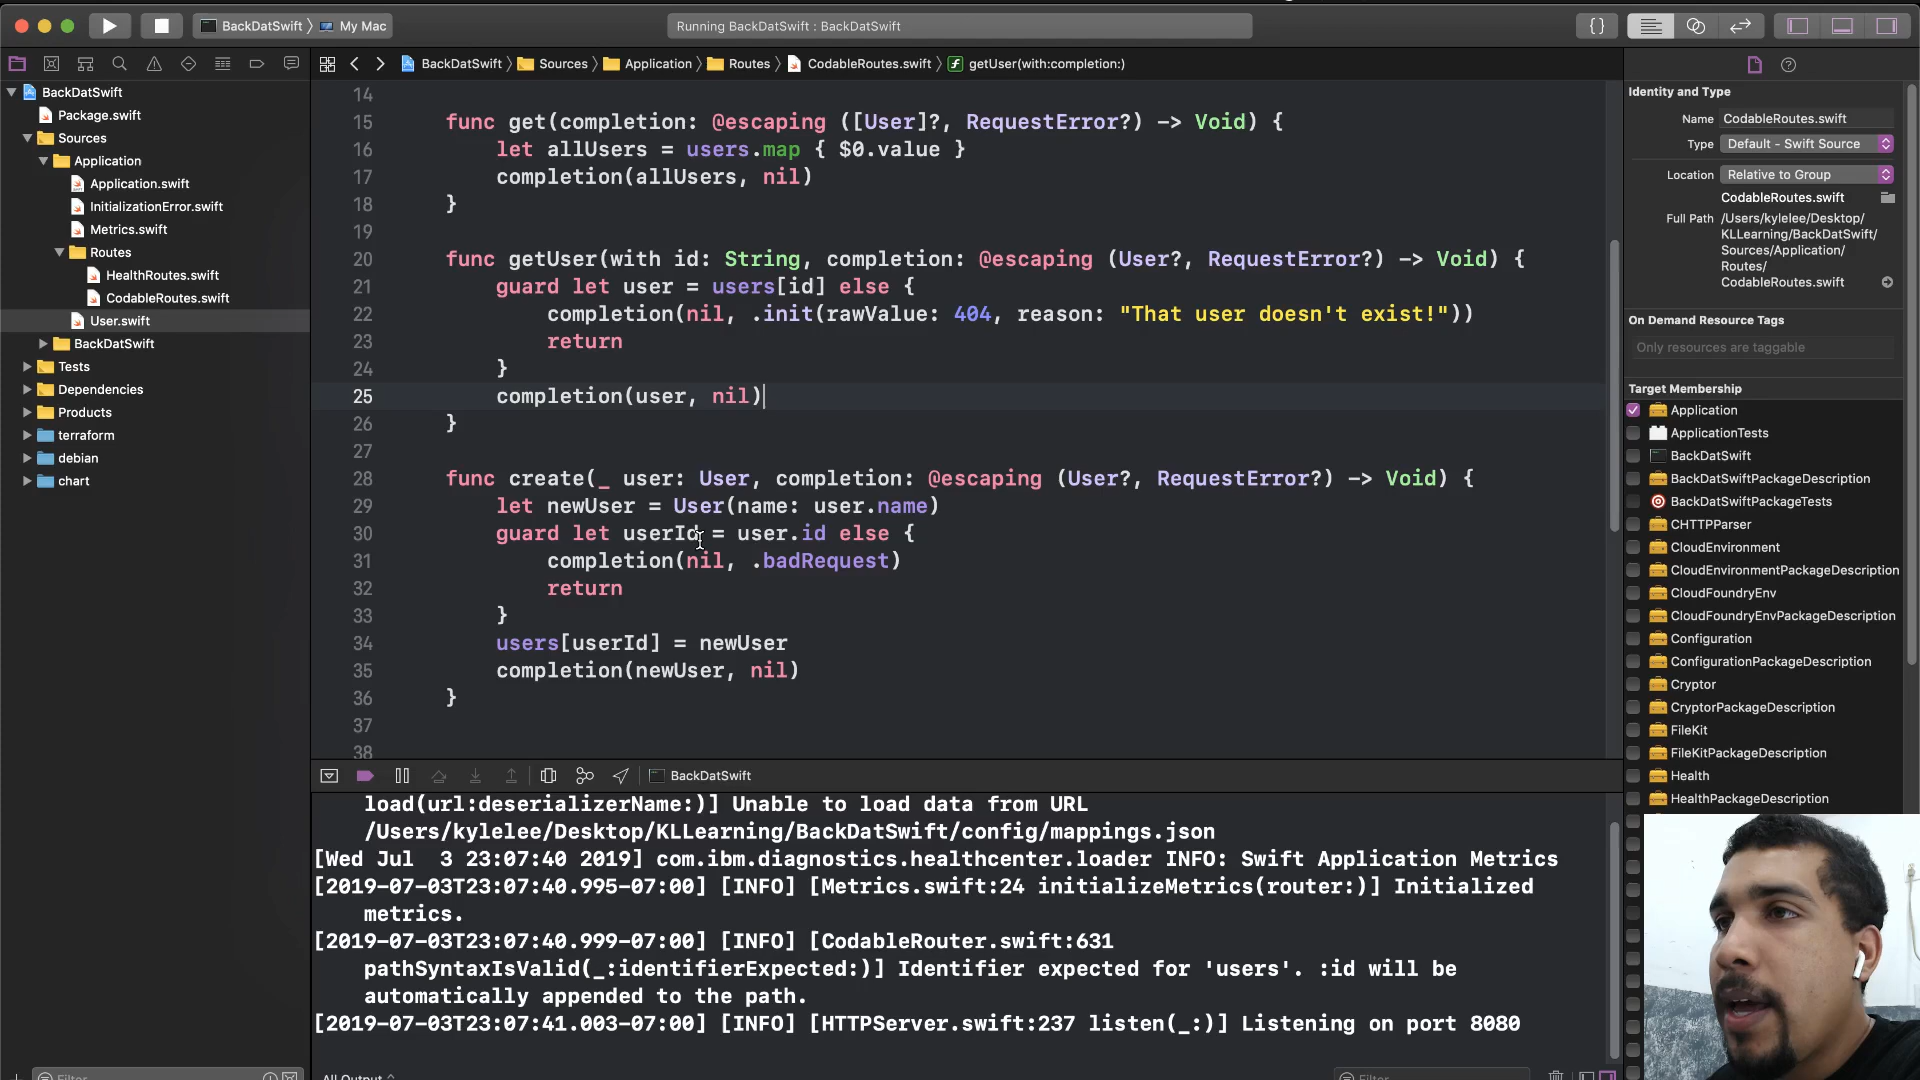 BackDatSwift
My Mac
Running BackDatSwift : BackDatSwift
BackDatSwift
Sources
Application
Routes
CodableRoutes.swift
getUser(with:completion:)
BackDatSwift
Package.swift
Sources
Application
Application.swift
InitializationError.swift
Metrics.swift
Routes
HealthRoutes.swift
CodableRoutes.swift
User.swift
BackDatSwift
Tests
Dependencies
Products
terraform
debian
chart
Filter
14
15 func get(completion: @escaping ([User]?, RequestError?) -> Void) {
16 let allUsers = users.map { $0.value }
17 completion(allUsers, nil)
18 }
19
20 func getUser(with id: String, completion: @escaping (User?, RequestError?) -> Void) {
21 guard let user = users[id] else {
22 completion(nil, .init(rawValue: 404, reason: "That user doesn't exist!"))
23 return
24 }
25 completion(user, nil)
26 }
27
28 func create(_ user: User, completion: @escaping (User?, RequestError?) -> Void) {
29 let newUser = User(name: user.name)
30 guard let userId = user.id else {
31 completion(nil, .badRequest)
32 return
33 }
34 users[userId] = newUser
35 completion(newUser, nil)
36 }
37
38
BackDatSwift
load(url:deserializerName:)] Unable to load data from URL
/Users/kylelee/Desktop/KLLearning/BackDatSwift/config/mappings.json
[Wed Jul  3 23:07:40 2019] com.ibm.diagnostics.healthcenter.loader INFO: Swift Application Metrics
[2019-07-03T23:07:40.995-07:00] [INFO] [Metrics.swift:24 initializeMetrics(router:)] Initialized
metrics.
[2019-07-03T23:07:40.999-07:00] [INFO] [CodableRouter.swift:631
pathSyntaxIsValid(_:identifierExpected:)] Identifier expected for 'users'. :id will be
automatically appended to the path.
[2019-07-03T23:07:41.003-07:00] [INFO] [HTTPServer.swift:237 listen(_:)] Listening on port 8080
All Output
Filter
Identity and Type
Name CodableRoutes.swift
Type Default - Swift Source
Location Relative to Group
CodableRoutes.swift
Full Path /Users/kylelee/Desktop/
KLLearning/BackDatSwift/
Sources/Application/
Routes/
CodableRoutes.swift
On Demand Resource Tags
Only resources are taggable
Target Membership
Application
ApplicationTests
BackDatSwift
BackDatSwiftPackageDescription
BackDatSwiftPackageTests
CHTTPParser
CloudEnvironment
CloudEnvironmentPackageDescription
CloudFoundryEnv
CloudFoundryEnvPackageDescription
Configuration
ConfigurationPackageDescription
Cryptor
CryptorPackageDescription
FileKit
FileKitPackageDescription
Health
HealthPackageDescription